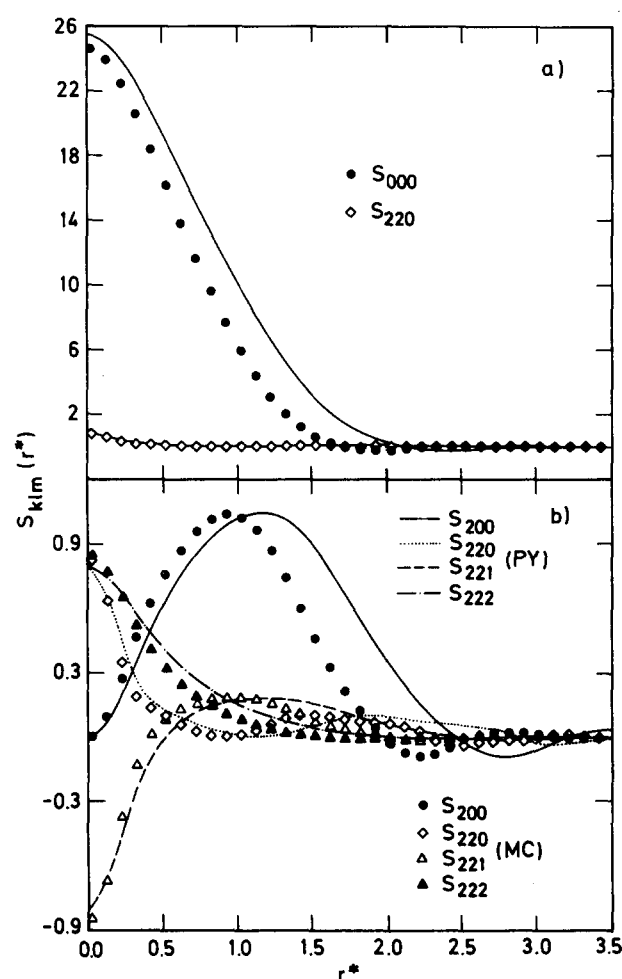 26
22
18
14
10
6
2
a)
S000
S220
Sklm(r*)
b)
S200
S220
S221 (PY)
S222
0.9
0.3
-0.3
-0.9
S200
S220
S221 (MC)
S222
0.0 0.5 1.0 1.5 2.0 2.5 3.0 3.5
r*